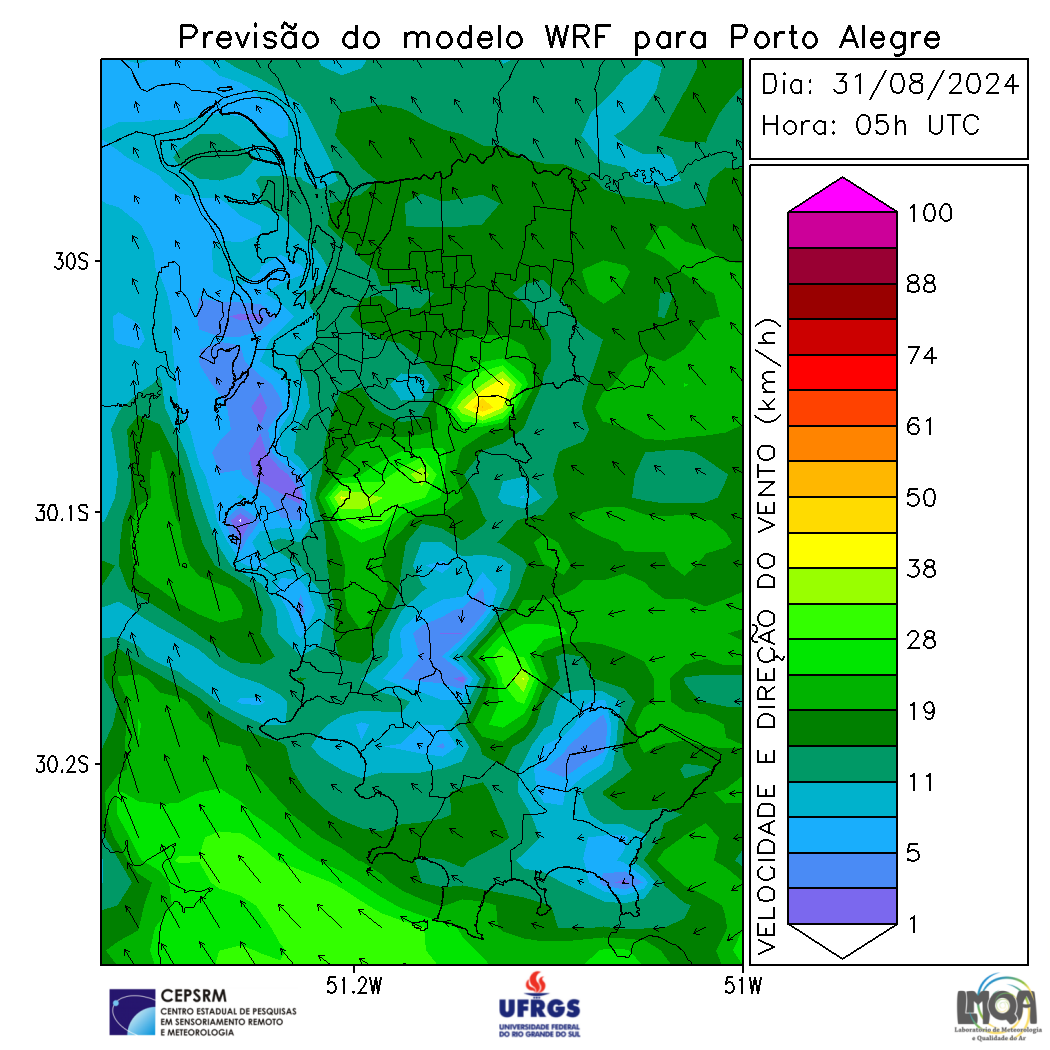 Previsão do modelo WRF para Porto Alegre
Dia: 31/08/2024
Hora: 05h UTC
30S
30.1S
30.2S
51.2W
51W
VELOCIDADE E DIREÇÃO DO VENTO (km/h)
100
88
74
61
50
38
28
19
11
5
1
CEPSRM
CENTRO ESTADUAL DE PESQUISAS
EM SENSORIAMENTO REMOTO
E METEOROLOGIA
UFRGS
UNIVERSIDADE FEDERAL
DO RIO GRANDE DO SUL
LMQA
Laboratório de Meteorologia
e Qualidade do Ar